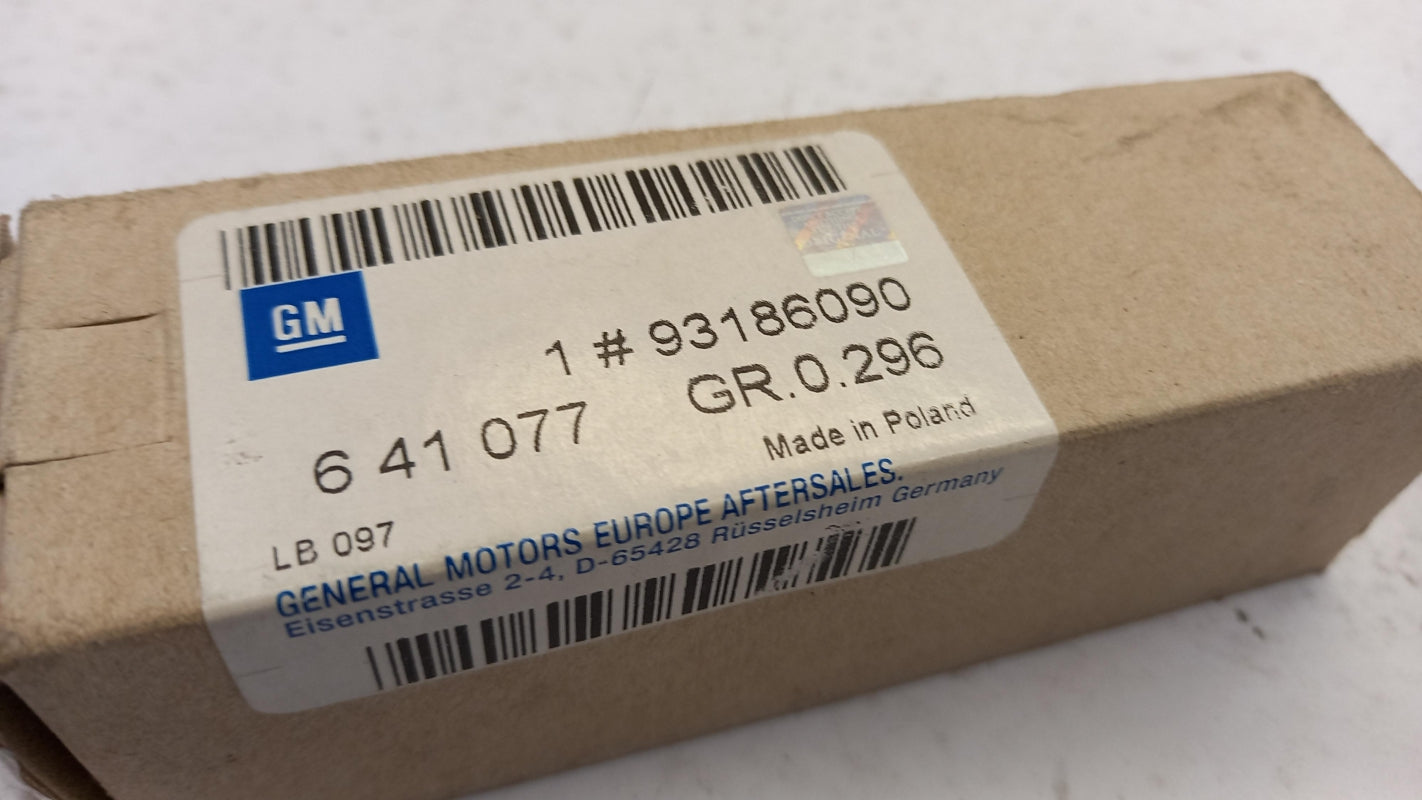 GM
1 # 93186090
6 41 077 GR.0.296
Made in Poland
LB 097
GENERAL MOTORS EUROPE AFTERSALES.
Eisenstrasse 2-4, D-65428 Rüsselsheim Germany